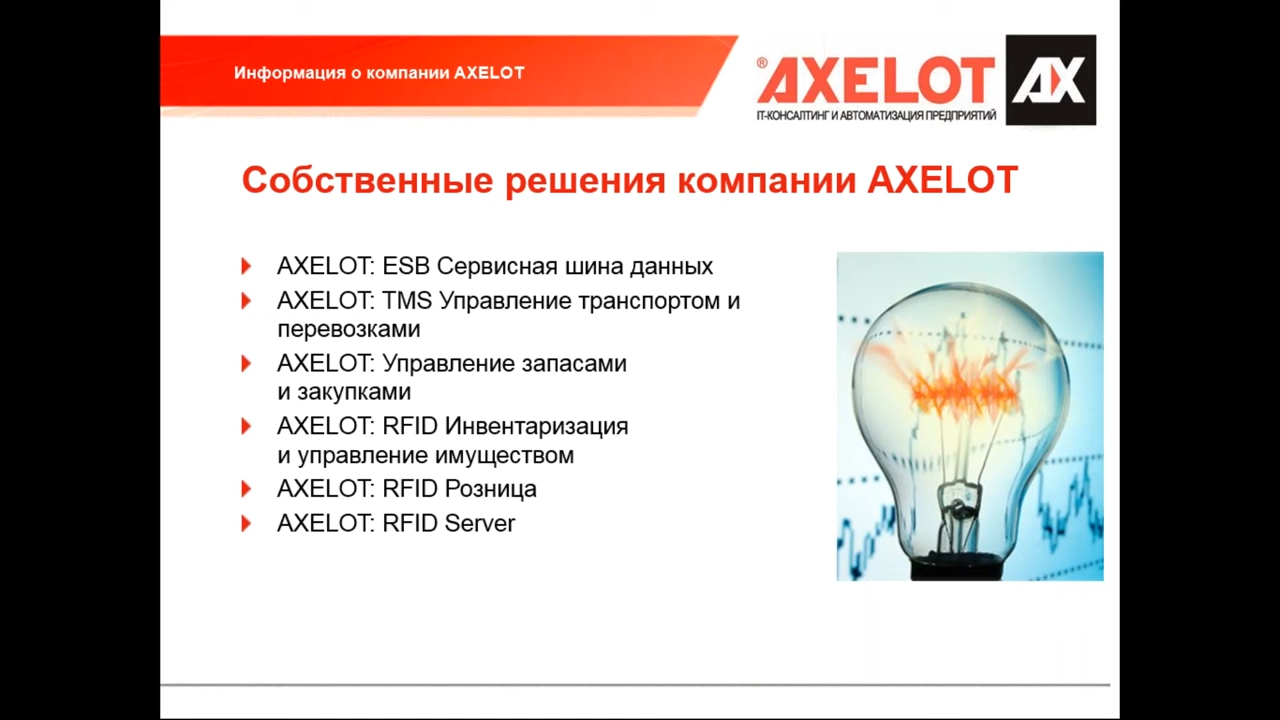 Информация о компании AXELOT
®AXELOT AX
IT-КОНСАЛТИНГ И АВТОМАТИЗАЦИЯ ПРЕДПРИЯТИЙ
Собственные решения компании AXELOT
AXELOT: ESB Сервисная шина данных
AXELOT: TMS Управление транспортом и
перевозками
AXELOT: Управление запасами
и закупками
AXELOT: RFID Инвентаризация
и управление имуществом
AXELOT: RFID Розница
AXELOT: RFID Server